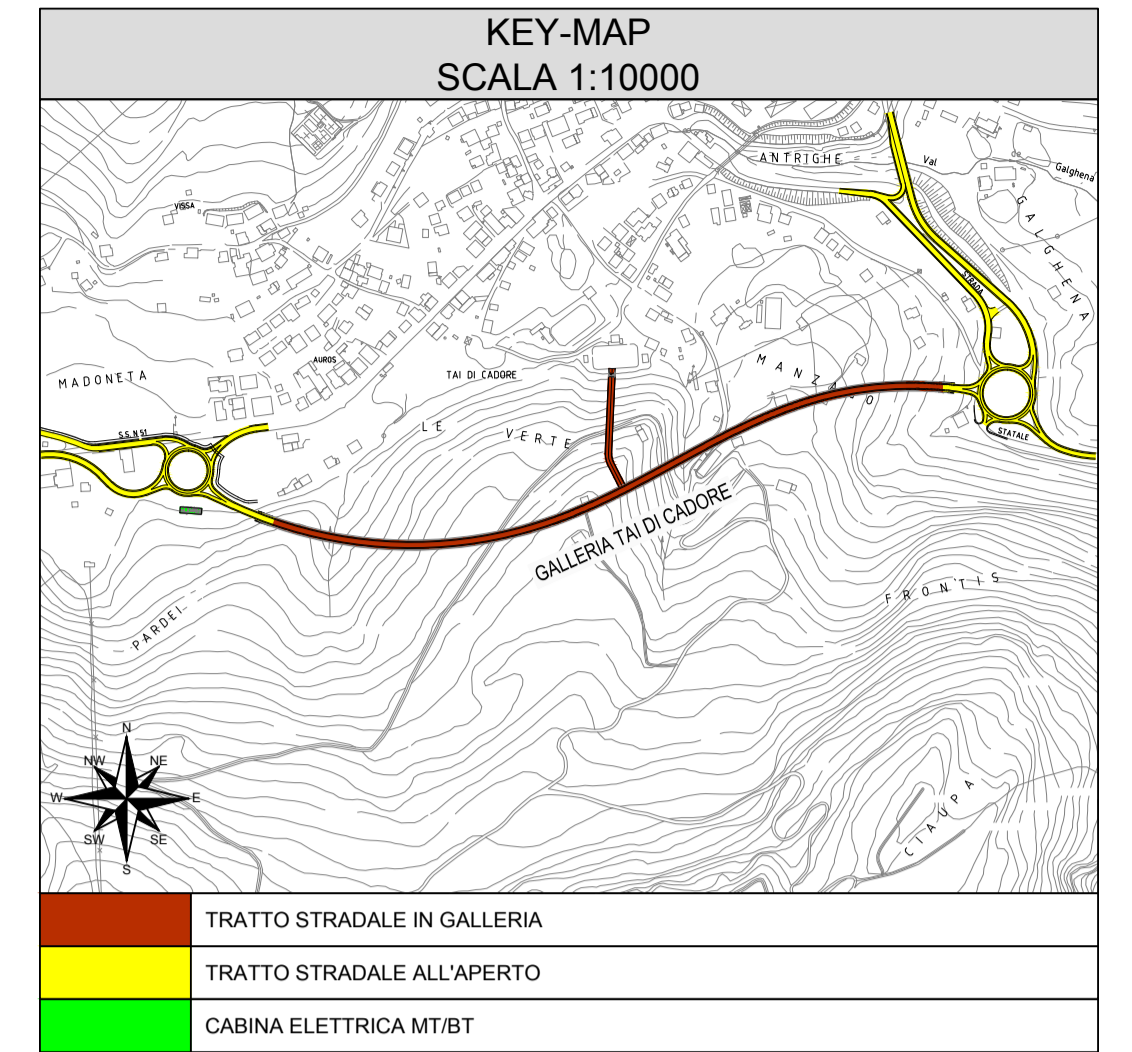 KEY-MAP
SCALA 1:10000
ANTRIGHE
Val
Galghena
VISSA
GALGHENA
STRADA
AUROS
MADONETA
TAI DI CADORE
MANZAGO
LE VERTE
S.S.N 51
STATALE
GALLERIA TAI DI CADORE
FRONTIS
PARDEI
CIAUPA
N
NW
NE
W
E
SW
SE
S
TRATTO STRADALE IN GALLERIA
TRATTO STRADALE ALL'APERTO
CABINA ELETTRICA MT/BT